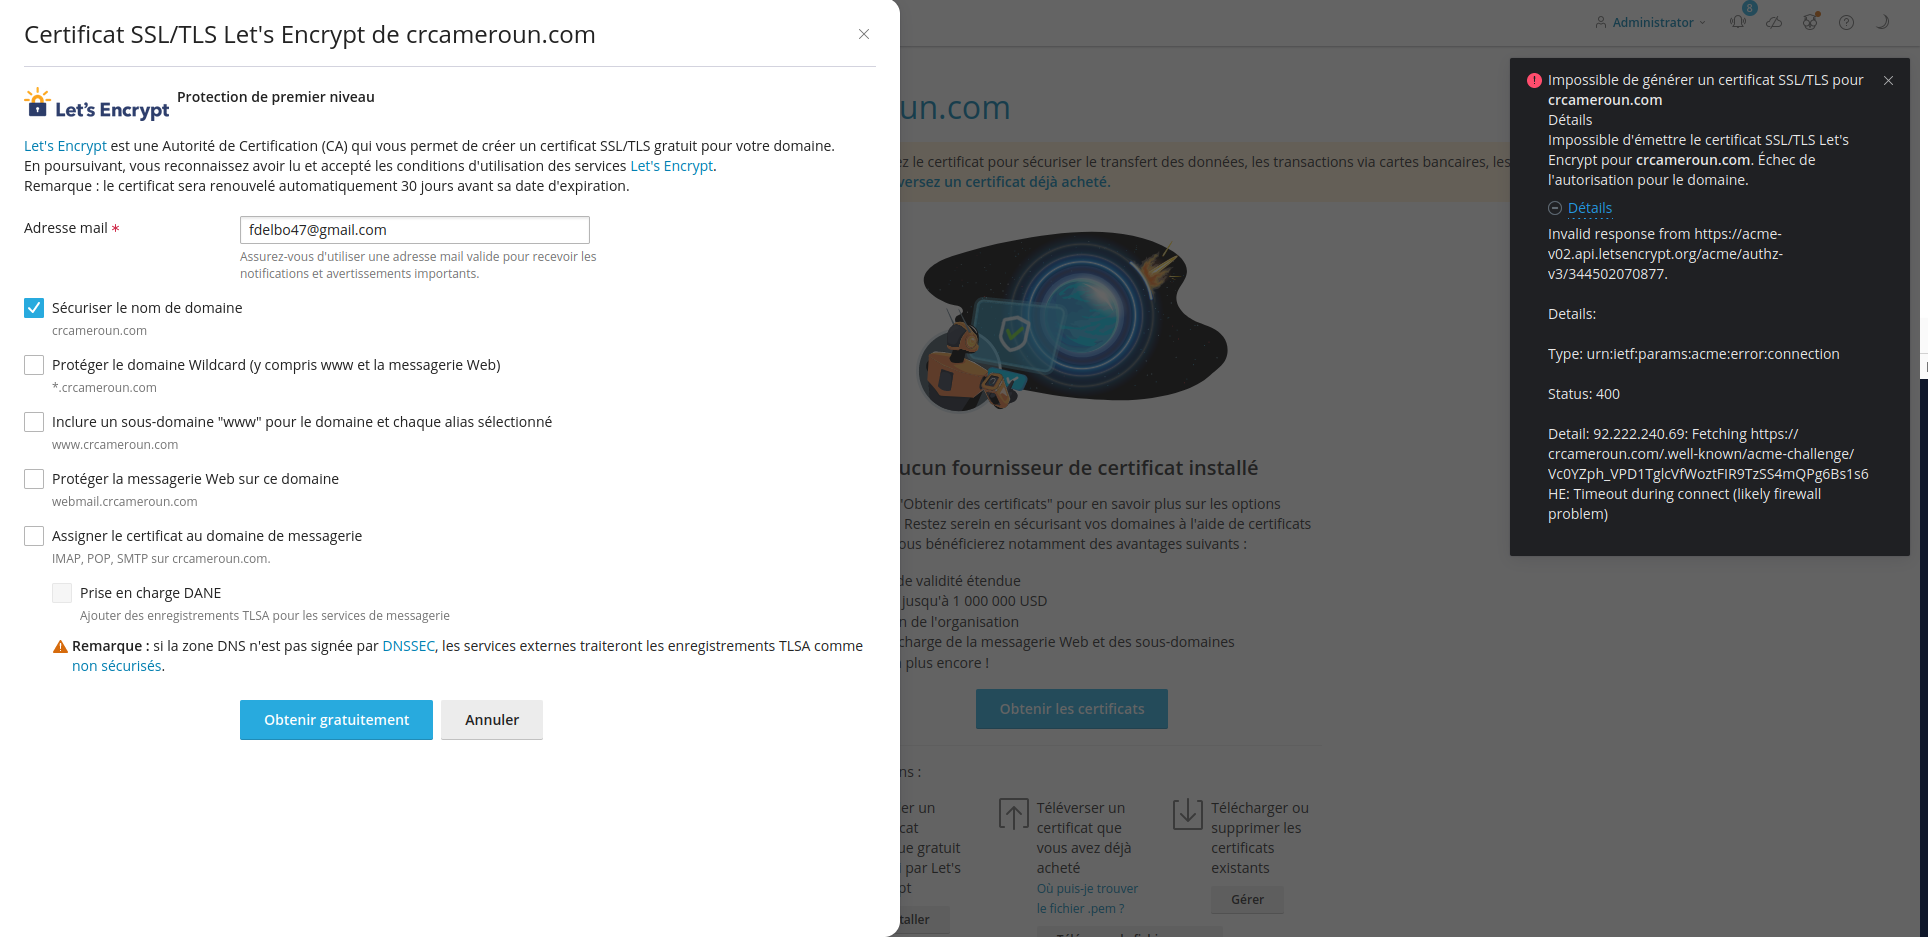 Certificat SSL/TLS Let's Encrypt de crcameroun.com
Let's Encrypt
Protection de premier niveau
Let's Encrypt est une Autorité de Certification (CA) qui vous permet de créer un certificat SSL/TLS gratuit pour votre domaine.
En poursuivant, vous reconnaissez avoir lu et accepté les conditions d'utilisation des services Let's Encrypt.
Remarque : le certificat sera renouvelé automatiquement 30 jours avant sa date d'expiration.
Adresse mail *
fdelbo47@gmail.com
Assurez-vous d'utiliser une adresse mail valide pour recevoir les
notifications et avertissements importants.
Sécuriser le nom de domaine
crcameroun.com
Protéger le domaine Wildcard (y compris www et la messagerie Web)
*.crcameroun.com
Inclure un sous-domaine "www" pour le domaine et chaque alias sélectionné
www.crcameroun.com
Protéger la messagerie Web sur ce domaine
webmail.crcameroun.com
Assigner le certificat au domaine de messagerie
IMAP, POP, SMTP sur crcameroun.com.
Prise en charge DANE
Ajouter des enregistrements TLSA pour les services de messagerie
Remarque : si la zone DNS n'est pas signée par DNSSEC, les services externes traiteront les enregistrements TLSA comme
non sécurisés.
Obtenir gratuitement
Annuler
Administrator
8
un.com
z le certificat pour sécuriser le transfert des données, les transactions via cartes bancaires, les
versez un certificat déjà acheté.
ucun fournisseur de certificat installé
"Obtenir des certificats" pour en savoir plus sur les options
Restez serein en sécurisant vos domaines à l'aide de certificats
ous bénéficierez notamment des avantages suivants :
de validité étendue
jusqu'à 1 000 000 USD
n de l'organisation
charge de la messagerie Web et des sous-domaines
plus encore !
Obtenir les certificats
ns :
er un
cat
ue gratuit
par Let's
pt
taller
Téléverser un
certificat que
vous avez déjà
acheté
Où puis-je trouver
le fichier .pem ?
Télécharger ou
supprimer les
certificats
existants
Gérer
Impossible de générer un certificat SSL/TLS pour
crcameroun.com
Détails
Impossible d'émettre le certificat SSL/TLS Let's
Encrypt pour crcameroun.com. Échec de
l'autorisation pour le domaine.
Détails
Invalid response from https://acme-
v02.api.letsencrypt.org/acme/authz-
v3/344502070877.
Details:
Type: urn:ietf:params:acme:error:connection
Status: 400
Detail: 92.222.240.69: Fetching https://
crcameroun.com/.well-known/acme-challenge/
Vc0YZph_VPD1TglcVfWoztFIR9TzSS4mQPg6Bs1s6
HE: Timeout during connect (likely firewall
problem)